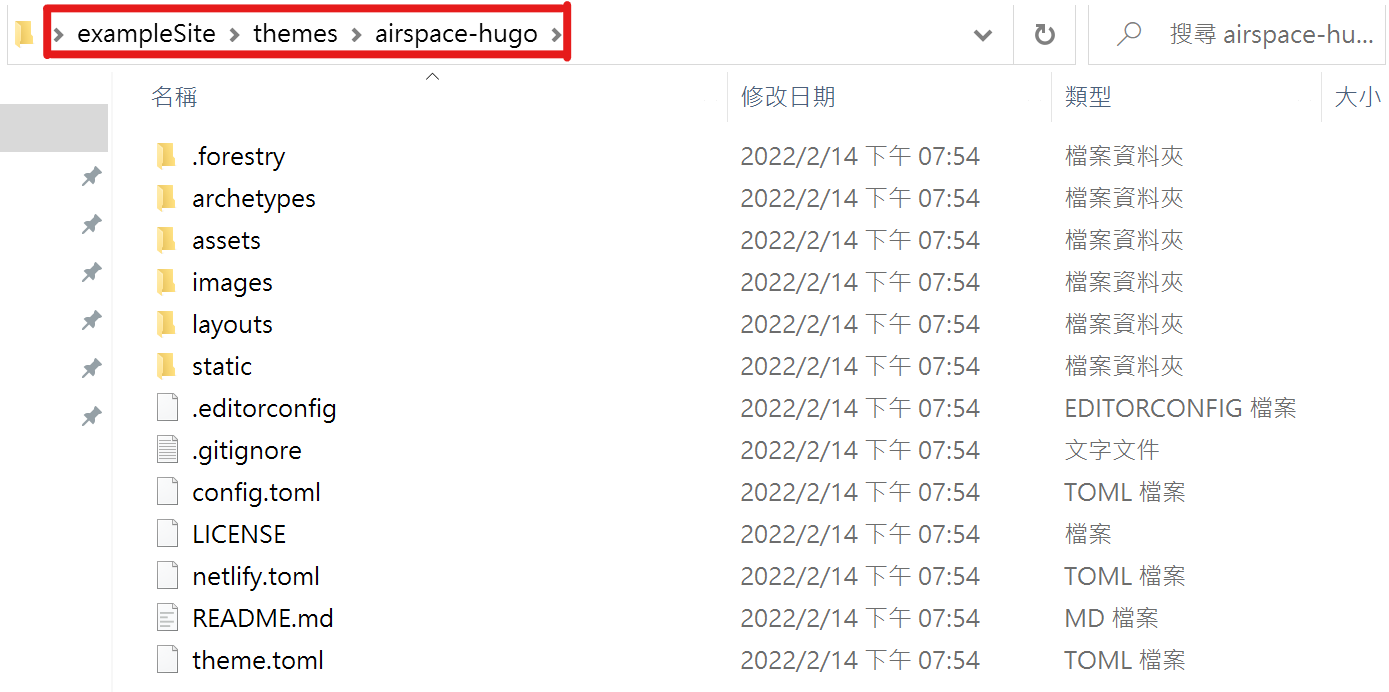 exampleSite > themes > airspace-hugo > 搜尋 airspace-hu...
名稱 修改日期 類型 大小
.forestry 2022/2/14 下午 07:54 檔案資料夾
archetypes 2022/2/14 下午 07:54 檔案資料夾
assets 2022/2/14 下午 07:54 檔案資料夾
images 2022/2/14 下午 07:54 檔案資料夾
layouts 2022/2/14 下午 07:54 檔案資料夾
static 2022/2/14 下午 07:54 檔案資料夾
.editorconfig 2022/2/14 下午 07:54 EDITORCONFIG 檔案
.gitignore 2022/2/14 下午 07:54 文字文件
config.toml 2022/2/14 下午 07:54 TOML 檔案
LICENSE 2022/2/14 下午 07:54 檔案
netlify.toml 2022/2/14 下午 07:54 TOML 檔案
README.md 2022/2/14 下午 07:54 MD 檔案
theme.toml 2022/2/14 下午 07:54 TOML 檔案